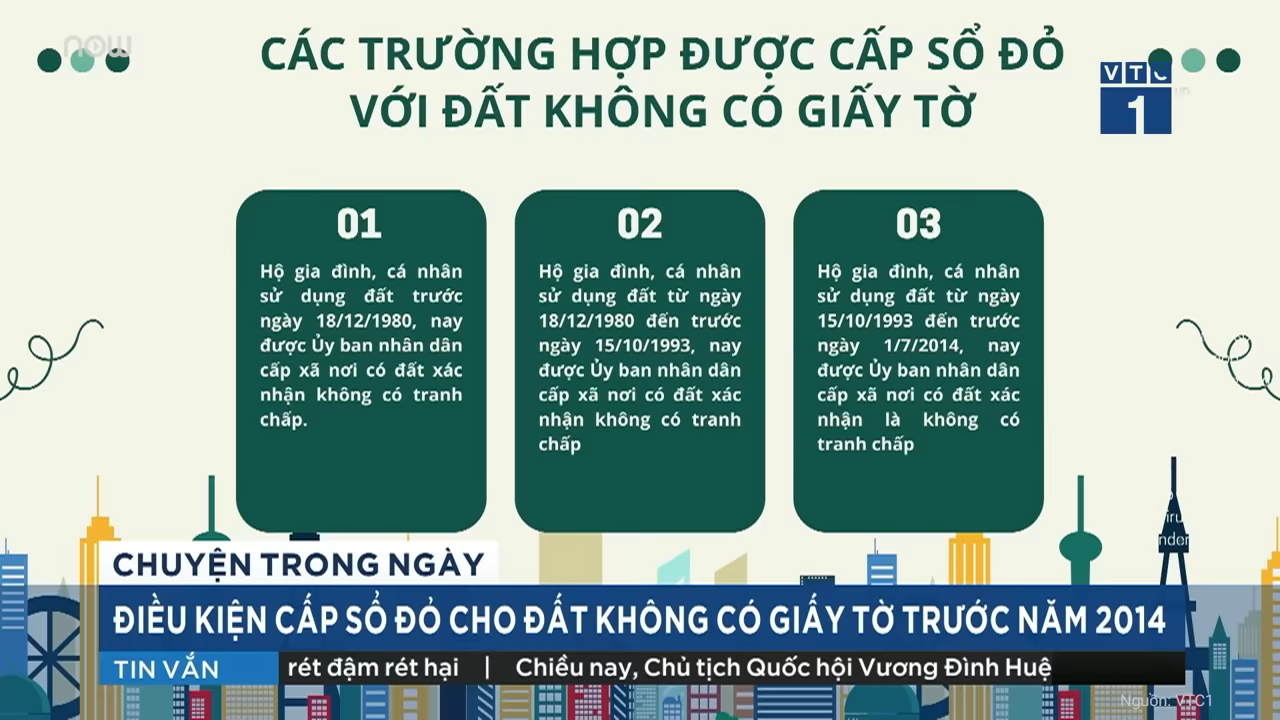 now
CÁC TRƯỜNG HỢP ĐƯỢC CẤP SỔ ĐỎ
VỚI ĐẤT KHÔNG CÓ GIẤY TỜ
VTC
1
01
Hộ gia đình, cá nhân
sử dụng đất trước
ngày 18/12/1980, nay
được Ủy ban nhân dân
cấp xã nơi có đất xác
nhận không có tranh
chấp.
02
Hộ gia đình, cá nhân
sử dụng đất từ ngày
18/12/1980 đến trước
ngày 15/10/1993, nay
được Ủy ban nhân dân
cấp xã nơi có đất xác
nhận không có tranh
chấp
03
Hộ gia đình, cá nhân
sử dụng đất từ ngày
15/10/1993 đến trước
ngày 1/7/2014, nay
được Ủy ban nhân dân
cấp xã nơi có đất xác
nhận là không có
tranh chấp
CHUYỆN TRONG NGÀY
ĐIỀU KIỆN CẤP SỔ ĐỎ CHO ĐẤT KHÔNG CÓ GIẤY TỜ TRƯỚC NĂM 2014
TIN VẮN
rét đậm rét hại | Chiều nay, Chủ tịch Quốc hội Vương Đình Huệ
Nguồn: VTC1